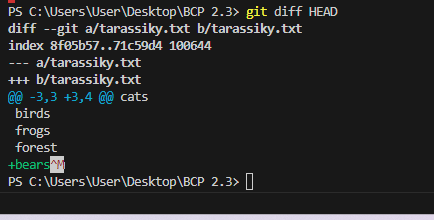 PS C:\Users\User\Desktop\BCP 2.3> git diff HEAD
diff --git a/tarassiky.txt b/tarassiky.txt
index 8f05b57..71c59d4 100644
--- a/tarassiky.txt
+++ b/tarassiky.txt
@@ -3,3 +3,4 @@ cats
 birds
 frogs
 forest
+bears^M
PS C:\Users\User\Desktop\BCP 2.3>